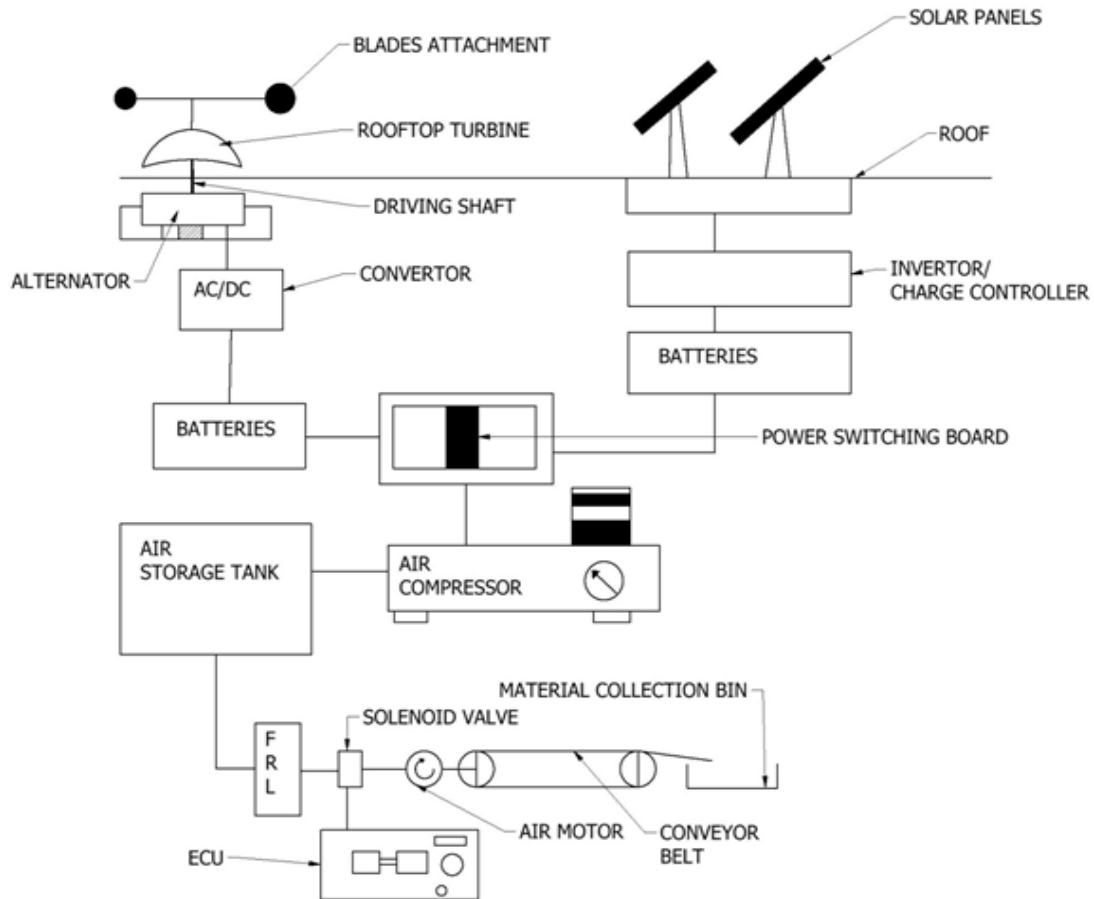 SOLAR PANELS
BLADES ATTACHMENT
ROOFTOP TURBINE
ROOF
DRIVING SHAFT
ALTERNATOR
CONVERTOR
INVERTOR/
CHARGE CONTROLLER
AC/DC
BATTERIES
BATTERIES
POWER SWITCHING BOARD
AIR
STORAGE TANK
AIR
COMPRESSOR
MATERIAL COLLECTION BIN
SOLENOID VALVE
F
R
L
AIR MOTOR
CONVEYOR
BELT
ECU